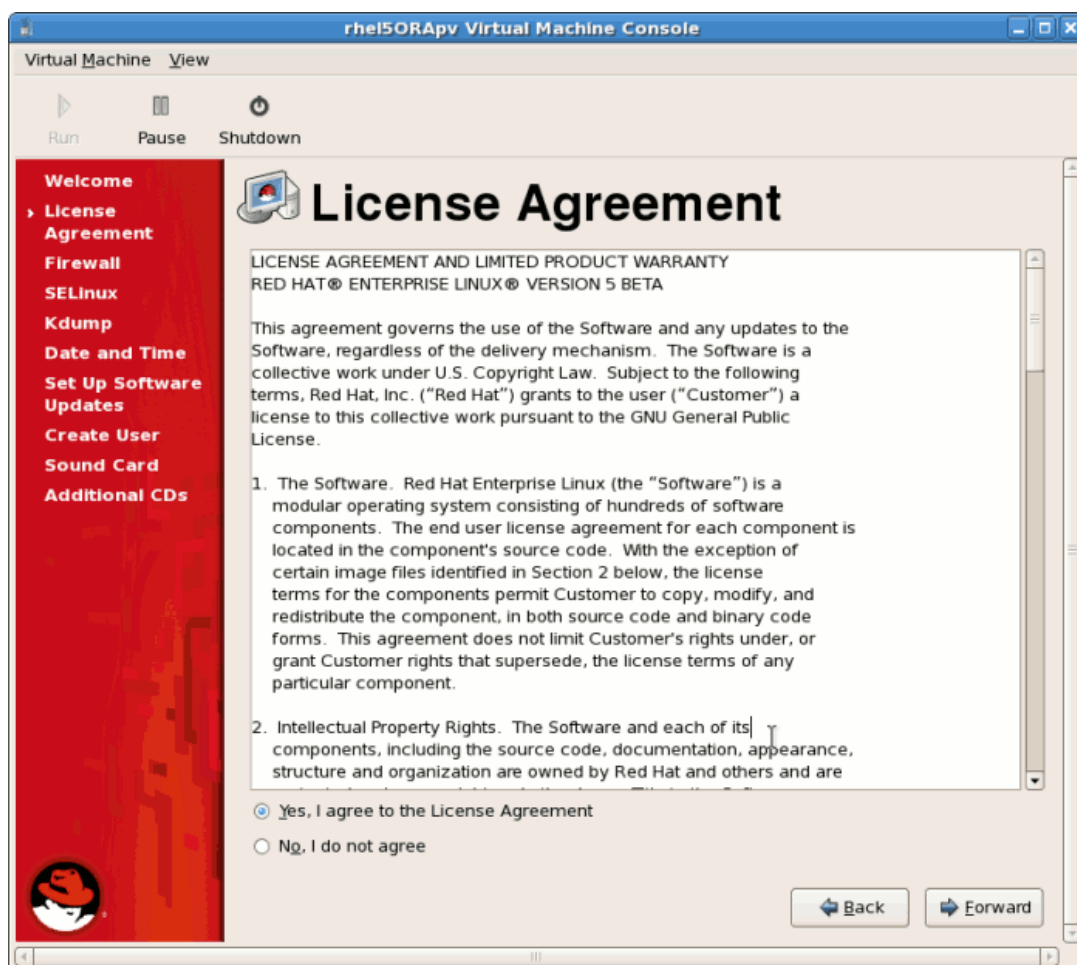 rhel5ORApv Virtual Machine Console
Virtual Machine View
Run Pause Shutdown
Welcome
License
Agreement
Firewall
SELinux
Kdump
Date and Time
Set Up Software
Updates
Create User
Sound Card
Additional CDs
License Agreement
LICENSE AGREEMENT AND LIMITED PRODUCT WARRANTY
RED HAT® ENTERPRISE LINUX® VERSION 5 BETA
This agreement governs the use of the Software and any updates to the
Software, regardless of the delivery mechanism. The Software is a
collective work under U.S. Copyright Law. Subject to the following
terms, Red Hat, Inc. (“Red Hat”) grants to the user (“Customer”) a
license to this collective work pursuant to the GNU General Public
License.
1. The Software. Red Hat Enterprise Linux (the “Software”) is a
modular operating system consisting of hundreds of software
components. The end user license agreement for each component is
located in the component's source code. With the exception of
certain image files identified in Section 2 below, the license
terms for the components permit Customer to copy, modify, and
redistribute the component, in both source code and binary code
forms. This agreement does not limit Customer's rights under, or
grant Customer rights that supersede, the license terms of any
particular component.
2. Intellectual Property Rights. The Software and each of its
components, including the source code, documentation, appearance,
structure and organization are owned by Red Hat and others and are
Yes, I agree to the License Agreement
No, I do not agree
Back Forward